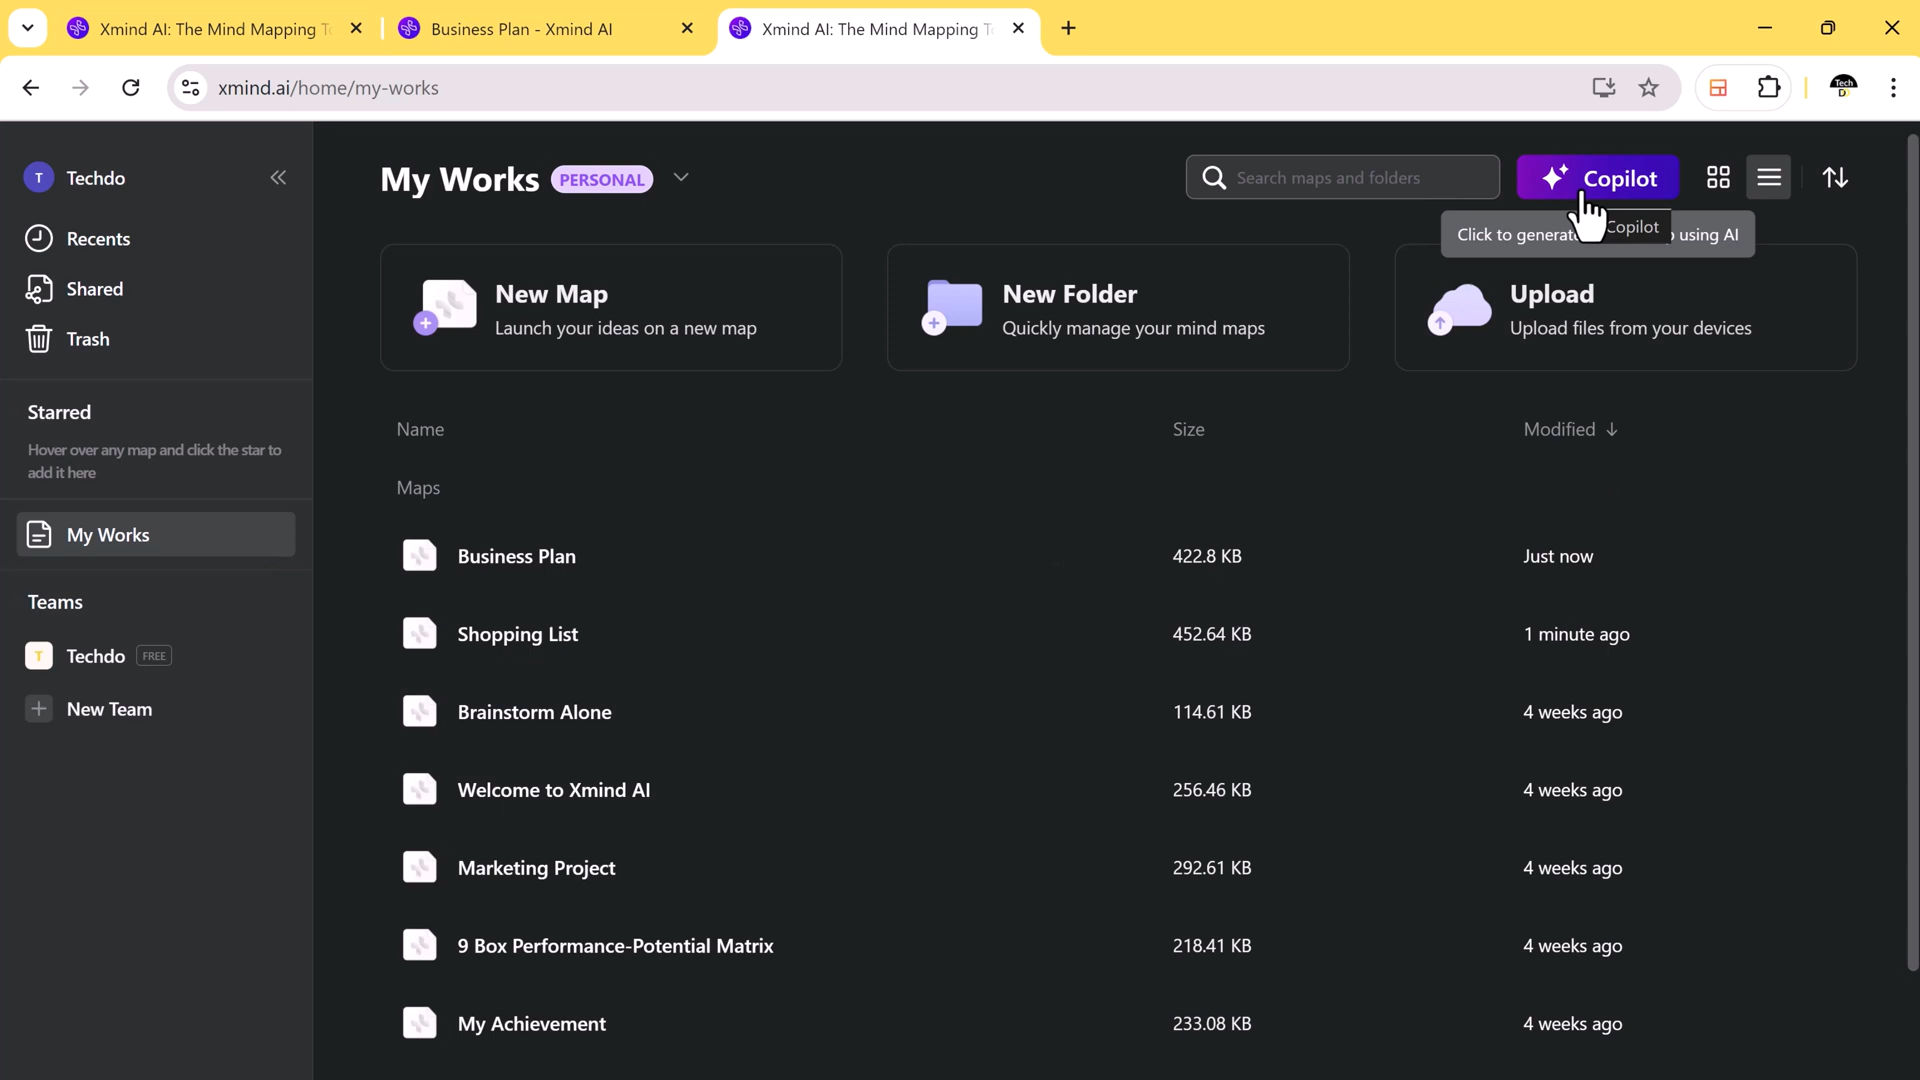 Xmind AI: The Mind Mapping T
Business Plan - Xmind AI
Xmind AI: The Mind Mapping T
xmind.ai/home/my-works
Tech
D
T
Techdo
My Works PERSONAL
Search maps and folders
Copilot
Click to generate
Copilot
using AI
Recents
Shared
Trash
New Map
Launch your ideas on a new map
New Folder
Quickly manage your mind maps
Upload
Upload files from your devices
Starred
Hover over any map and click the star to
add it here
My Works
Teams
T Techdo FREE
New Team
Name Size Modified
Maps
Business Plan 422.8 KB Just now
Shopping List 452.64 KB 1 minute ago
Brainstorm Alone 114.61 KB 4 weeks ago
Welcome to Xmind AI 256.46 KB 4 weeks ago
Marketing Project 292.61 KB 4 weeks ago
9 Box Performance-Potential Matrix 218.41 KB 4 weeks ago
My Achievement 233.08 KB 4 weeks ago